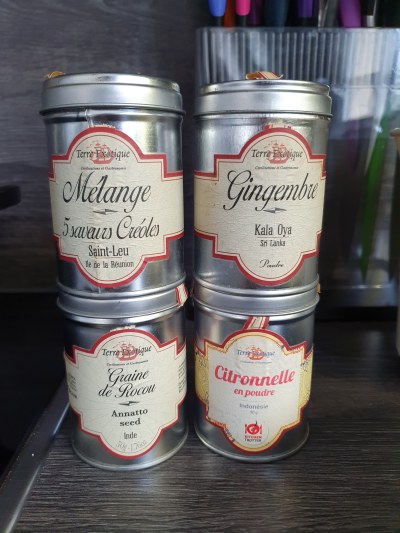 Terre Exotique
Mélange
5 saveurs Créoles
Saint-Leu
Ile de la Réunion
Terre Exotique
Gingembre
Kala Oya
Sri Lanka
Poudre
Terre Exotique
Graine
de Rocou
Annatto
seed
Inde
Terre Exotique
Citronnelle
en poudre
Indonésie